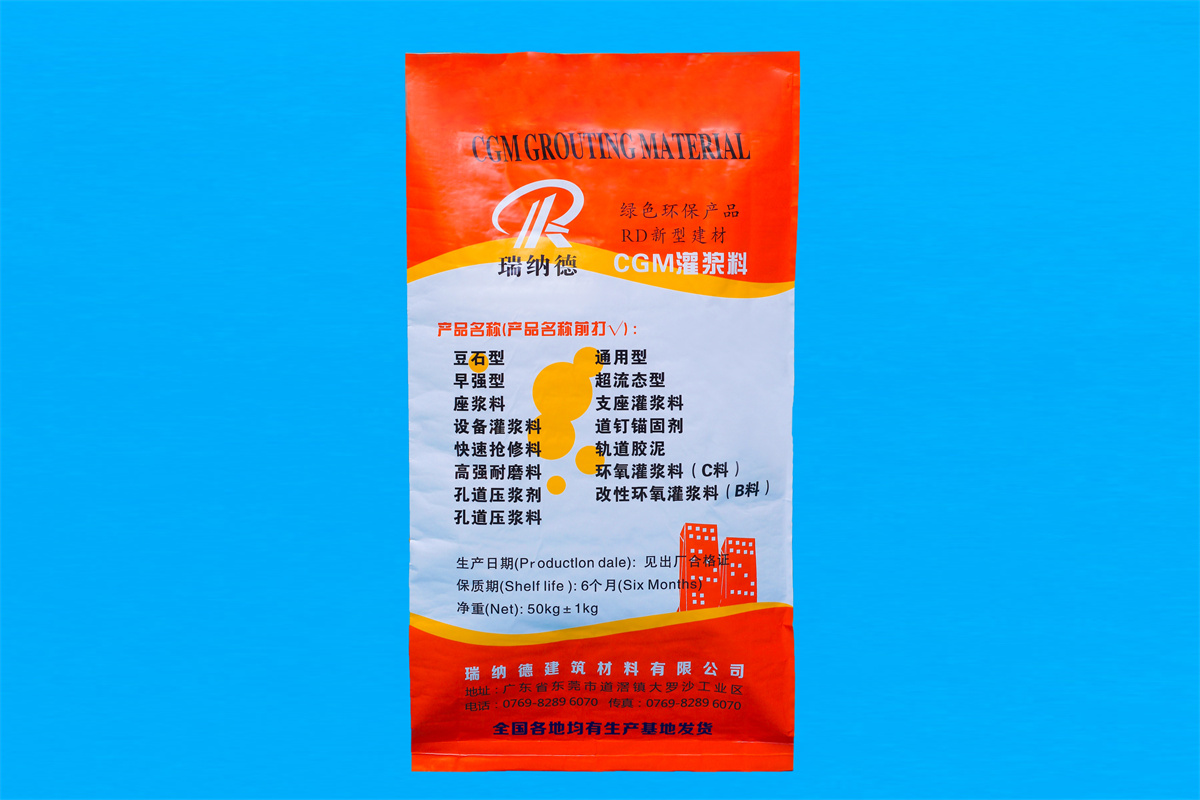 CGM GROUTING MATERIAL
瑞纳德
绿色环保产品
RD新型建材
CGM灌浆料
产品名称(产品名称前打√):
豆石型
早强型
座浆料
设备灌浆料
快速抢修料
高强耐磨料
孔道压浆剂
孔道压浆料
通用型
超流态型
支座灌浆料
道钉锚固剂
轨道胶泥
环氧灌浆料(C料)
改性环氧灌浆料(B料)
生产日期(Productlon dale): 见出厂合格证
保质期(Shelf life): 6个月(Six Months)
净重(Net): 50kg±1kg
瑞纳德建筑材料有限公司
地址:广东省东莞市道滘镇大罗沙工业区
电话:0769-8289 6070 传真:0769-8289 6070
全国各地均有生产基地发货